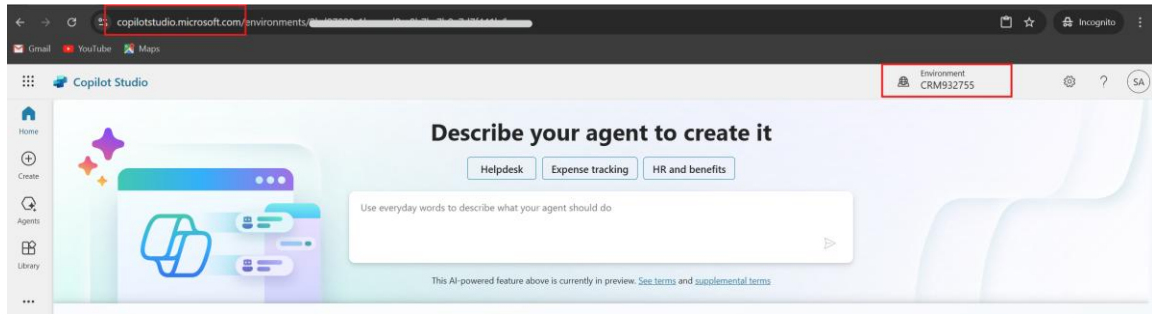 copilotstudio.microsoft.com/environments/
Incognito
Gmail YouTube Maps
Copilot Studio
Environment
CRM932755
?
SA
Home
Create
Agents
Library
Describe your agent to create it
Helpdesk Expense tracking HR and benefits
Use everyday words to describe what your agent should do
This AI-powered feature above is currently in preview. See terms and supplemental terms